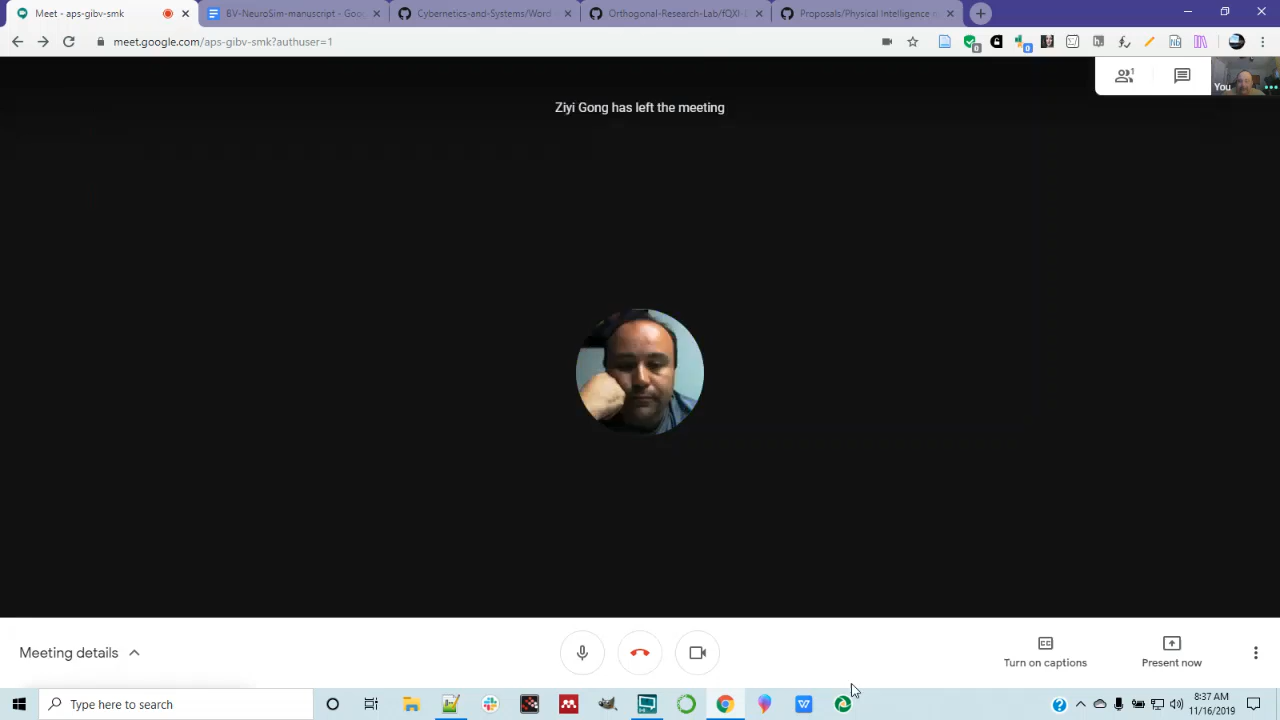 Meet - aps-gibv-smk
BV-NeuroSim-manuscript - Goo
Cybernetics-and-Systems/Word
Orthogonal-Research-Lab/fQXI
Proposals/Physical Intelligence
meet.google.com/aps-gibv-smk?authuser=1
1
You
Ziyi Gong has left the meeting
Meeting details
Turn on captions
Present now
Type here to search
8:37 AM
11/16/2019